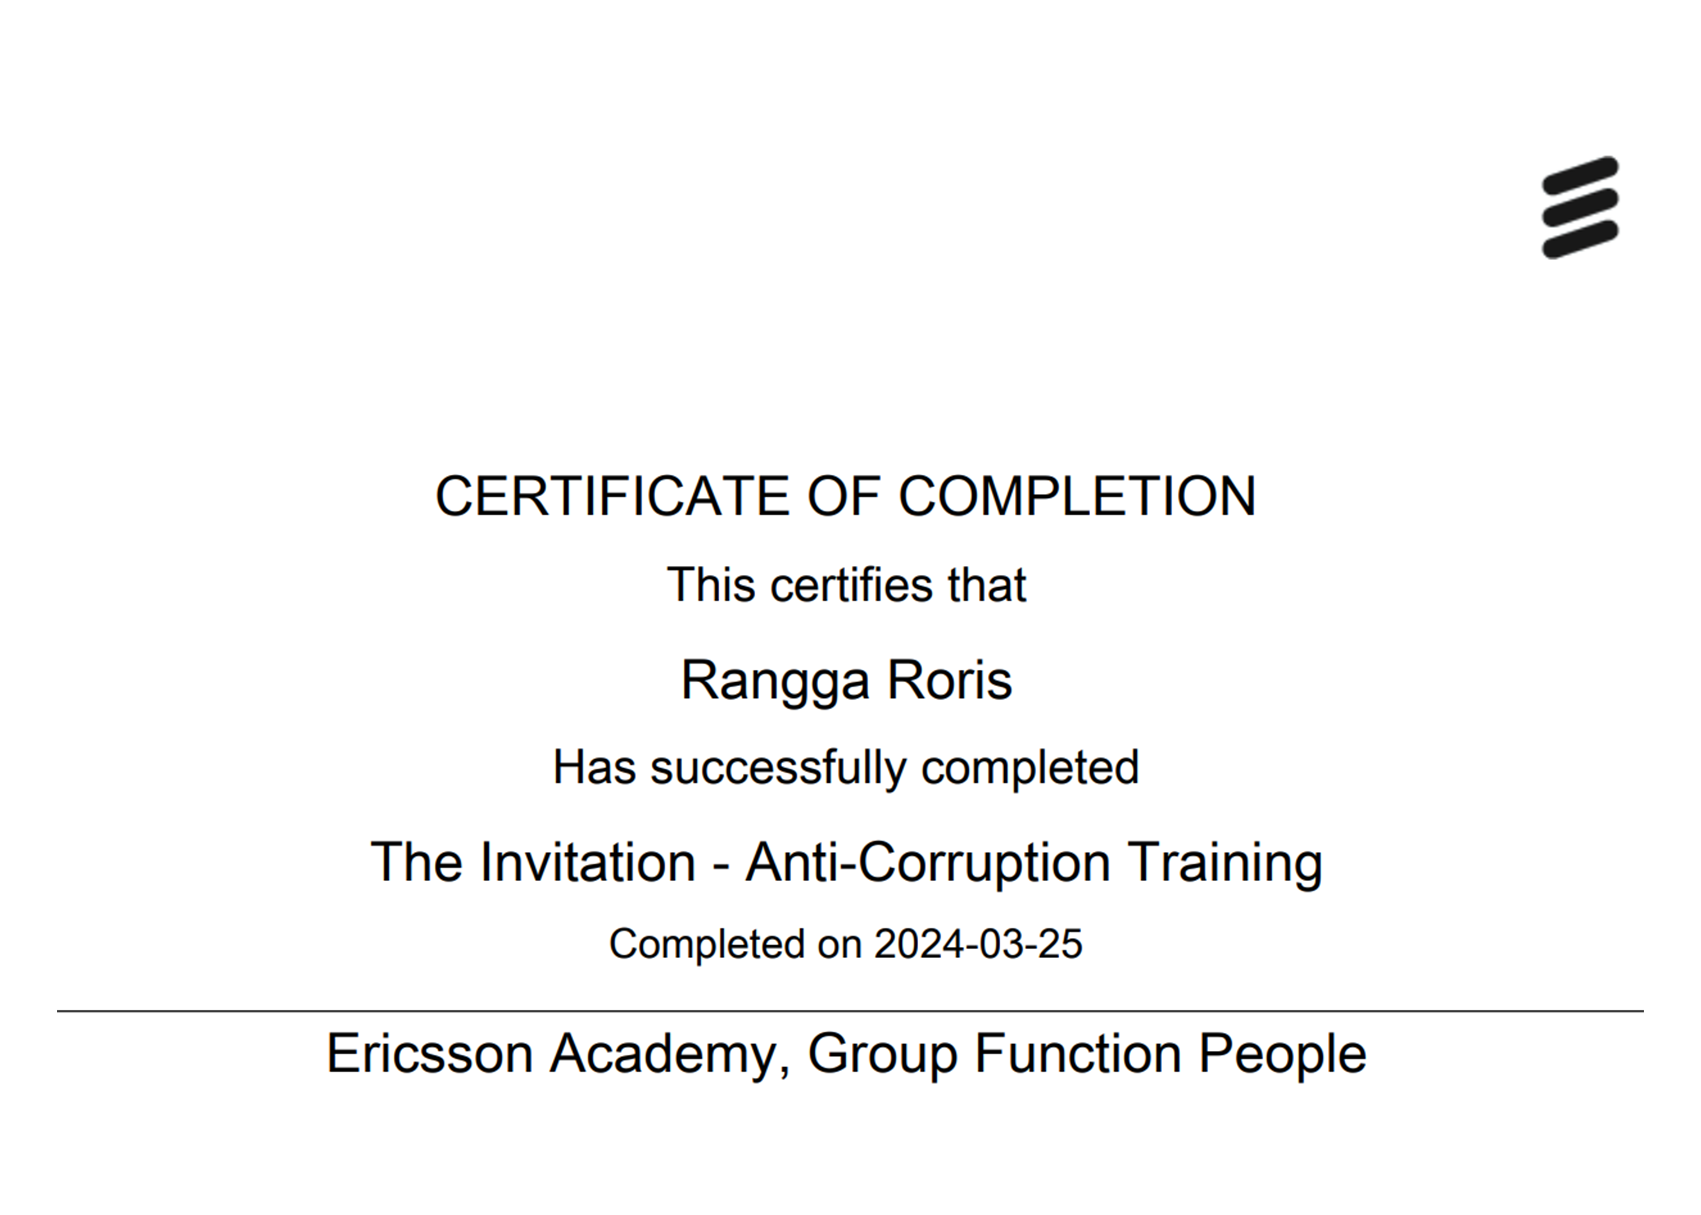 CERTIFICATE OF COMPLETION
This certifies that
Rangga Roris
Has successfully completed
The Invitation - Anti-Corruption Training
Completed on 2024-03-25
Ericsson Academy, Group Function People